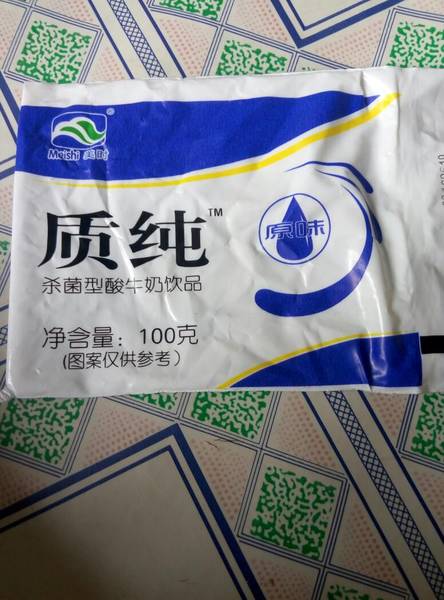 Meishi 美时
质纯™
原味
杀菌型酸牛奶饮品
净含量：100克
(图案仅供参考)